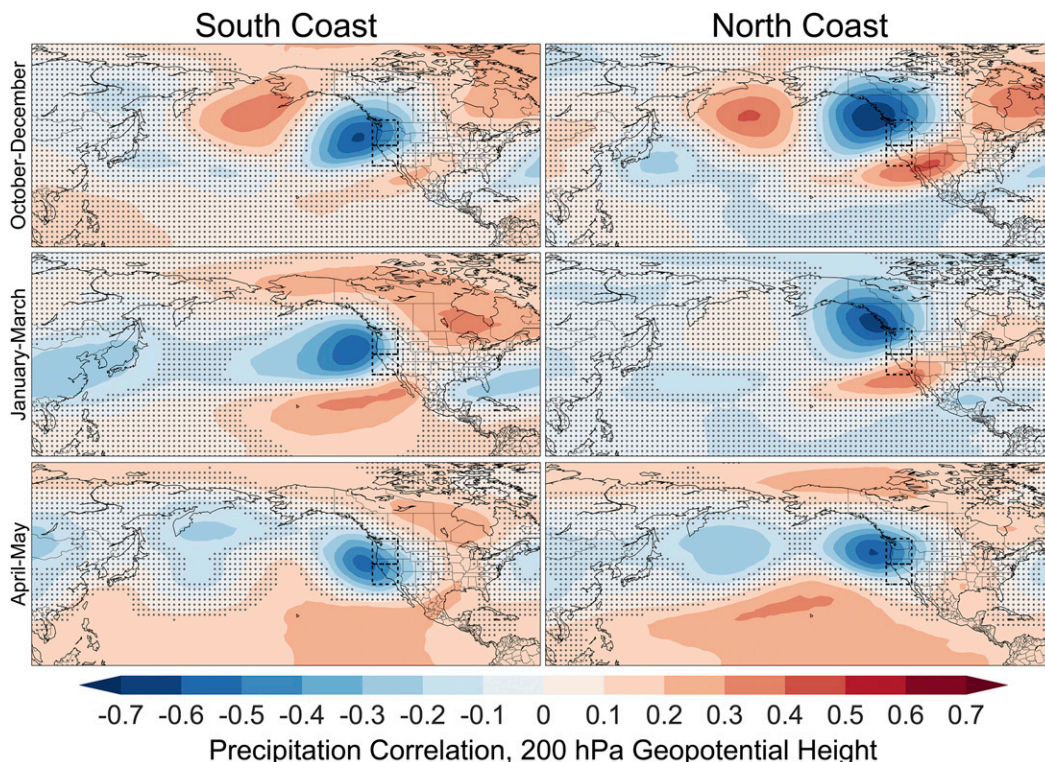 South Coast
North Coast
October-December
January-March
April-May
-0.7 -0.6 -0.5 -0.4 -0.3 -0.2 -0.1 0 0.1 0.2 0.3 0.4 0.5 0.6 0.7
Precipitation Correlation, 200 hPa Geopotential Height